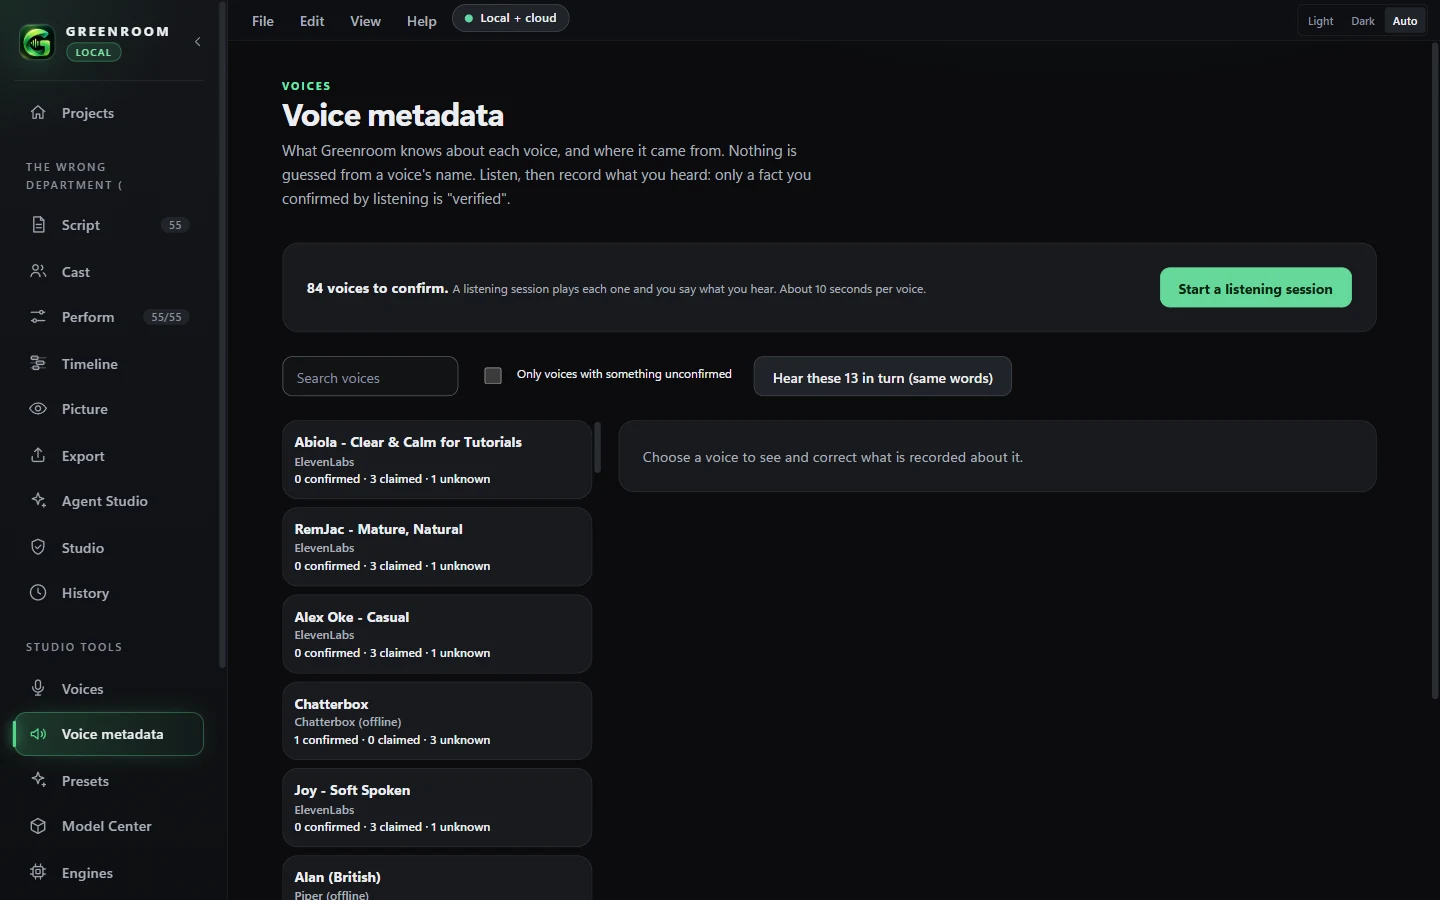 GREENROOM
LOCAL
Projects
THE WRONG
DEPARTMENT (
Script 55
Cast
Perform 55/55
Timeline
Picture
Export
Agent Studio
Studio
History
STUDIO TOOLS
Voices
Voice metadata
Presets
Model Center
Engines
File Edit View Help Local + cloud Light Dark Auto
VOICES
Voice metadata
What Greenroom knows about each voice, and where it came from. Nothing is
guessed from a voice's name. Listen, then record what you heard: only a fact you
confirmed by listening is "verified".
84 voices to confirm. A listening session plays each one and you say what you hear. About 10 seconds per voice.
Start a listening session
Search voices
Only voices with something unconfirmed
Hear these 13 in turn (same words)
Abiola - Clear & Calm for Tutorials
ElevenLabs
0 confirmed · 3 claimed · 1 unknown
RemJac - Mature, Natural
ElevenLabs
0 confirmed · 3 claimed · 1 unknown
Alex Oke - Casual
ElevenLabs
0 confirmed · 3 claimed · 1 unknown
Chatterbox
Chatterbox (offline)
1 confirmed · 0 claimed · 3 unknown
Joy - Soft Spoken
ElevenLabs
0 confirmed · 3 claimed · 1 unknown
Alan (British)
Piper (offline)
Choose a voice to see and correct what is recorded about it.